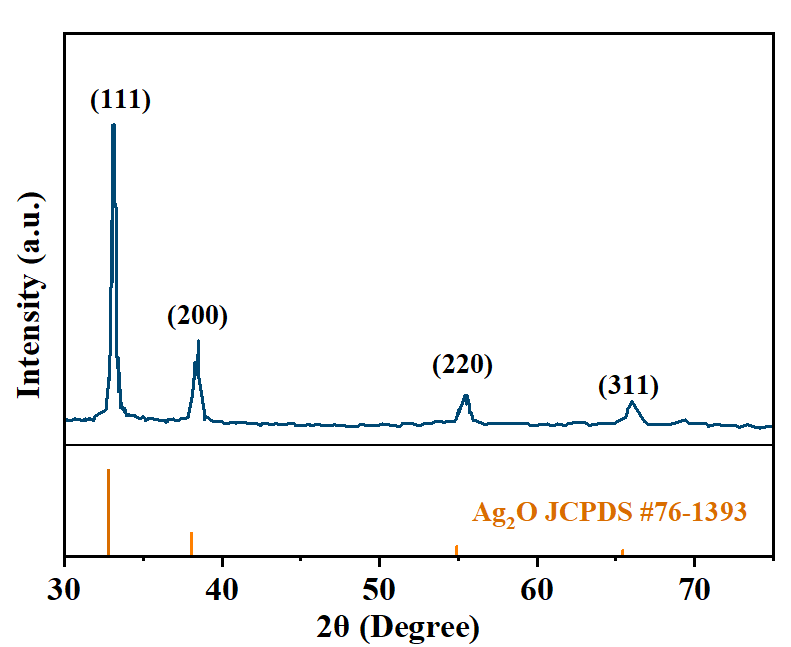 (111)
(200)
(220)
(311)
Intensity (a.u.)
Ag₂O JCPDS #76-1393
30 40 50 60 70
2θ (Degree)